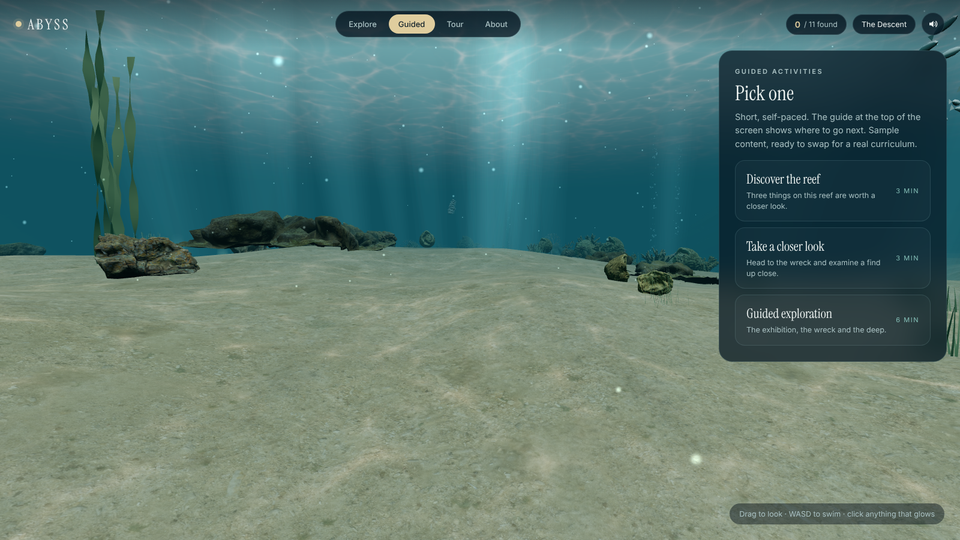 ABYSS
Explore
Guided
Tour
About
0 / 11 found
The Descent
GUIDED ACTIVITIES
Pick one
Short, self-paced. The guide at the top of the
screen shows where to go next. Sample
content, ready to swap for a real curriculum.
Discover the reef
Three things on this reef are worth a
closer look.
3 MIN
Take a closer look
Head to the wreck and examine a find
up close.
3 MIN
Guided exploration
The exhibition, the wreck and the deep.
6 MIN
Drag to look · WASD to swim · click anything that glows